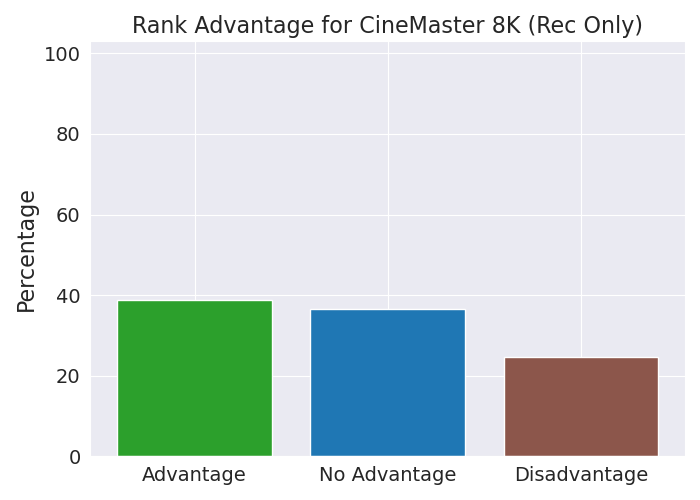 Rank Advantage for CineMaster 8K (Rec Only)
Percentage
100
80
60
40
20
0
Advantage
No Advantage
Disadvantage